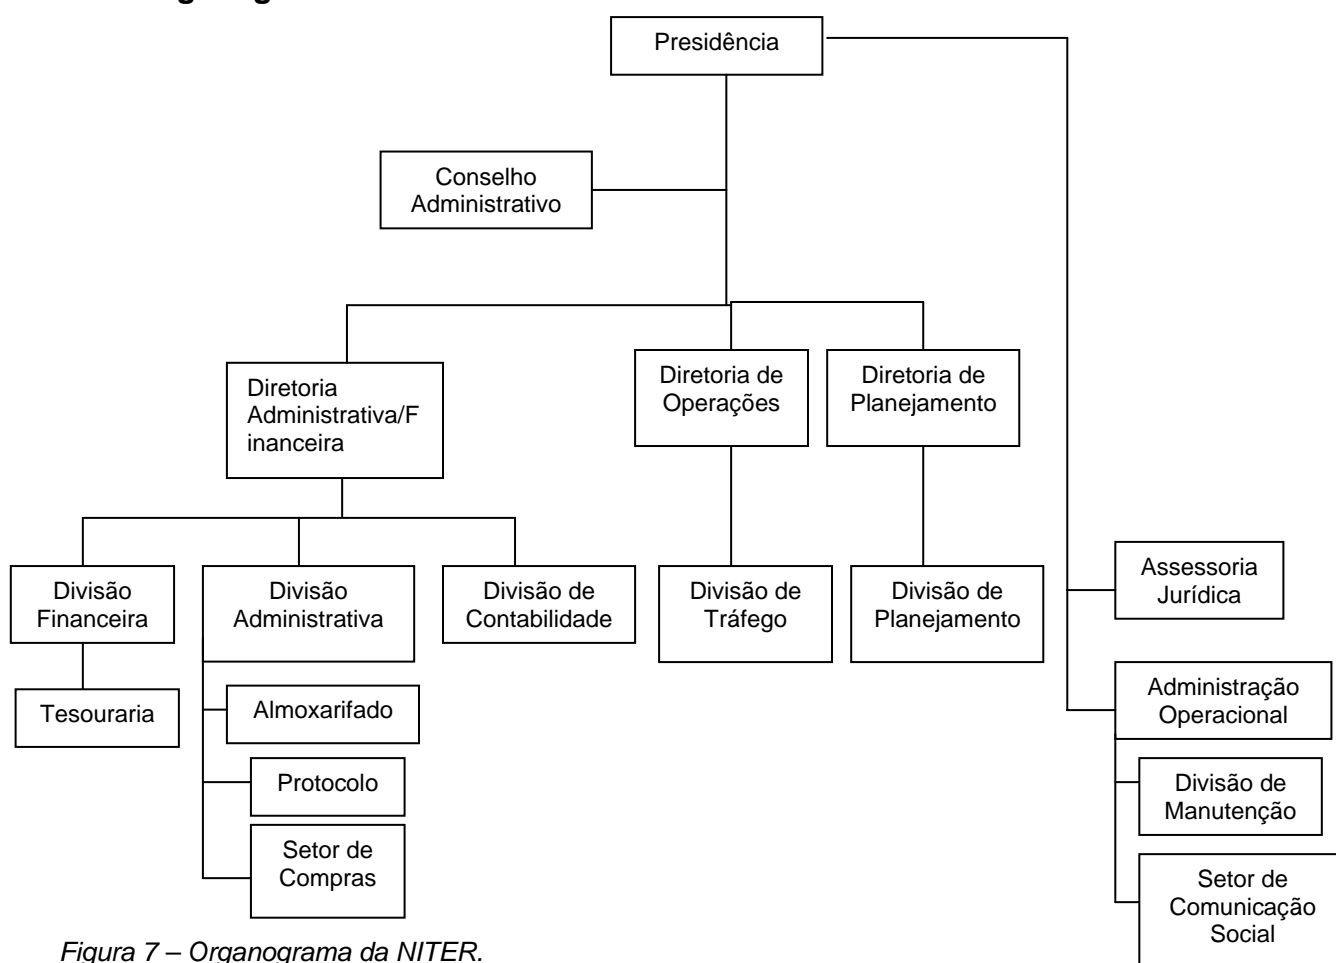 Presidência
Conselho
Administrativo
Diretoria
Administrativa/F
inanceira
Diretoria de
Operações
Diretoria de
Planejamento
Divisão
Financeira
Divisão
Administrativa
Divisão de
Contabilidade
Divisão de
Tráfego
Divisão de
Planejamento
Assessoria
Jurídica
Tesouraria
Almoxarifado
Protocolo
Setor de
Compras
Administração
Operacional
Divisão de
Manutenção
Setor de
Comunicação
Social
Figura 7 – Organograma da NITER.